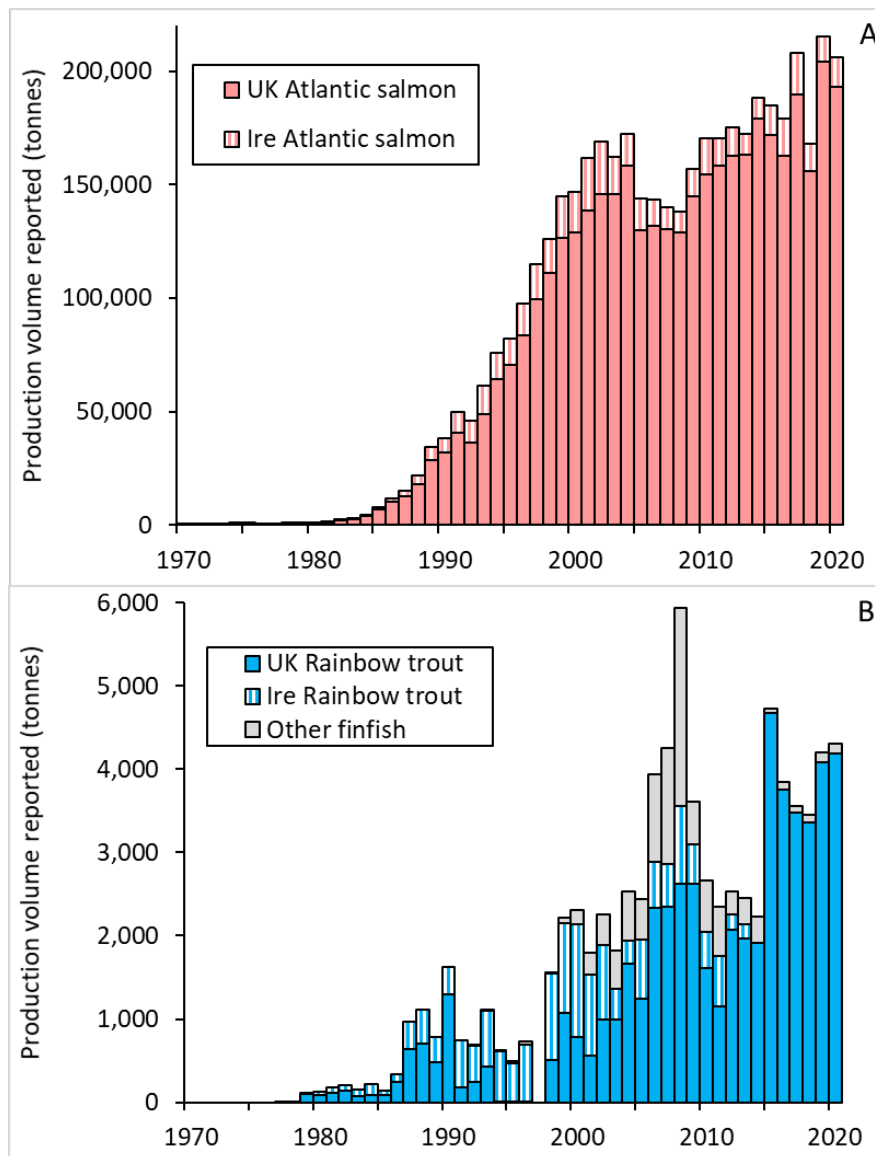 A
Production volume reported (tonnes)
200,000
150,000
100,000
50,000
0
UK Atlantic salmon
Ire Atlantic salmon
1970 1980 1990 2000 2010 2020
B
Production volume reported (tonnes)
6,000
5,000
4,000
3,000
2,000
1,000
0
UK Rainbow trout
Ire Rainbow trout
Other finfish
1970 1980 1990 2000 2010 2020